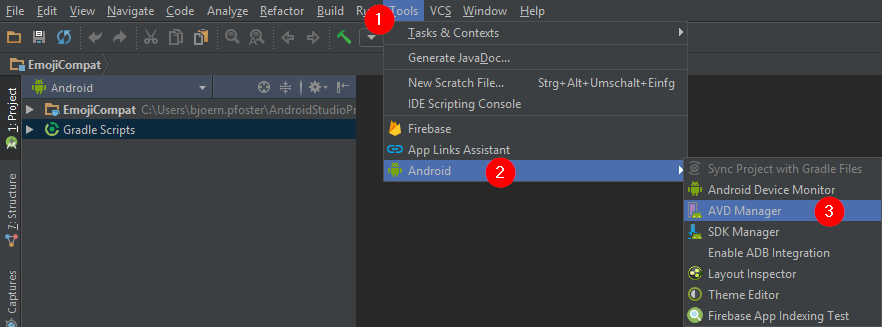 File Edit View Navigate Code Analyze Refactor Build Ru Tools VCS Window Help
1
Tasks & Contexts
Generate JavaDoc...
New Scratch File... Strg+Alt+Umschalt+Einfg
IDE Scripting Console
Firebase
App Links Assistant
Android 2
EmojiCompat
Android
EmojiCompat C:\Users\bjoern.pfoster\AndroidStudioPr
Gradle Scripts
1: Project
7: Structure
Captures
Sync Project with Gradle Files
Android Device Monitor
AVD Manager 3
SDK Manager
Enable ADB Integration
Layout Inspector
Theme Editor
Firebase App Indexing Test